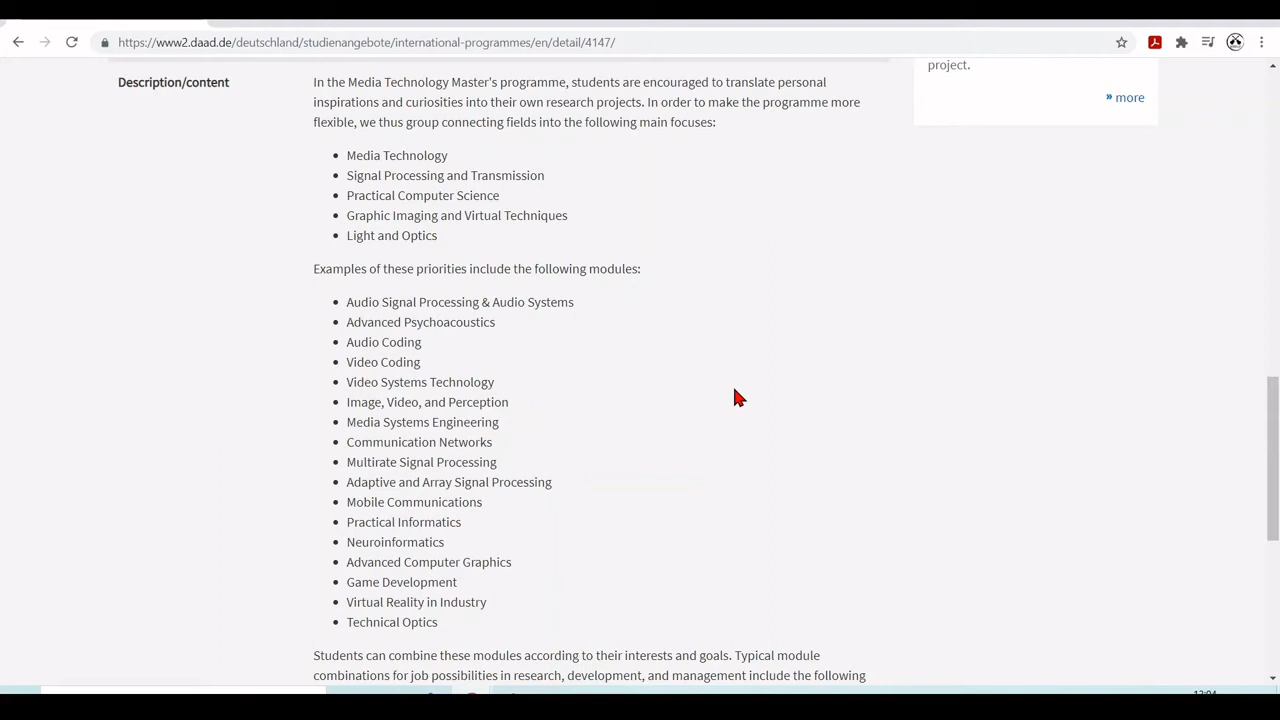 https://www2.daad.de/deutschland/studienangebote/international-programmes/en/detail/4147/
project.
» more
Description/content
In the Media Technology Master's programme, students are encouraged to translate personal
inspirations and curiosities into their own research projects. In order to make the programme more
flexible, we thus group connecting fields into the following main focuses:
• Media Technology
• Signal Processing and Transmission
• Practical Computer Science
• Graphic Imaging and Virtual Techniques
• Light and Optics
Examples of these priorities include the following modules:
• Audio Signal Processing & Audio Systems
• Advanced Psychoacoustics
• Audio Coding
• Video Coding
• Video Systems Technology
• Image, Video, and Perception
• Media Systems Engineering
• Communication Networks
• Multirate Signal Processing
• Adaptive and Array Signal Processing
• Mobile Communications
• Practical Informatics
• Neuroinformatics
• Advanced Computer Graphics
• Game Development
• Virtual Reality in Industry
• Technical Optics
Students can combine these modules according to their interests and goals. Typical module
combinations for job possibilities in research, development, and management include the following